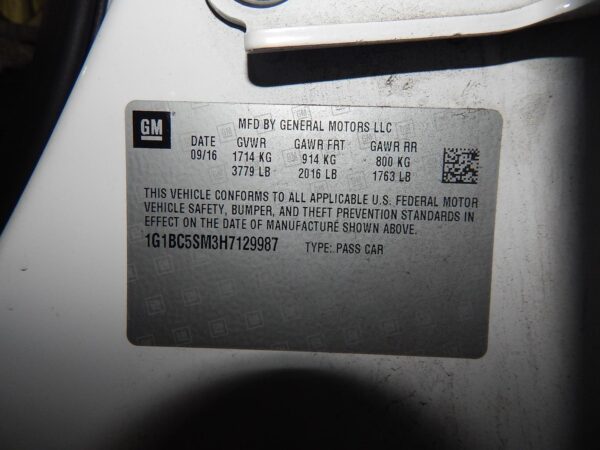 GM
MFD BY GENERAL MOTORS LLC
DATE GVWR GAWR FRT GAWR RR
09/16 1714 KG 914 KG 800 KG
3779 LB 2016 LB 1763 LB
THIS VEHICLE CONFORMS TO ALL APPLICABLE U.S. FEDERAL MOTOR
VEHICLE SAFETY, BUMPER, AND THEFT PREVENTION STANDARDS IN
EFFECT ON THE DATE OF MANUFACTURE SHOWN ABOVE.
1G1BC5SM3H7129987 TYPE: PASS CAR